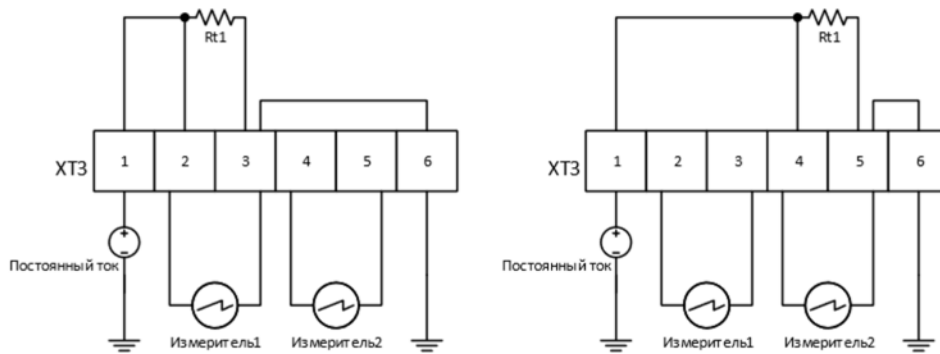 Rt1
Rt1
XT3 1 2 3 4 5 6
XT3 1 2 3 4 5 6
Постоянный ток
Постоянный ток
Измеритель1 Измеритель2
Измеритель1 Измеритель2